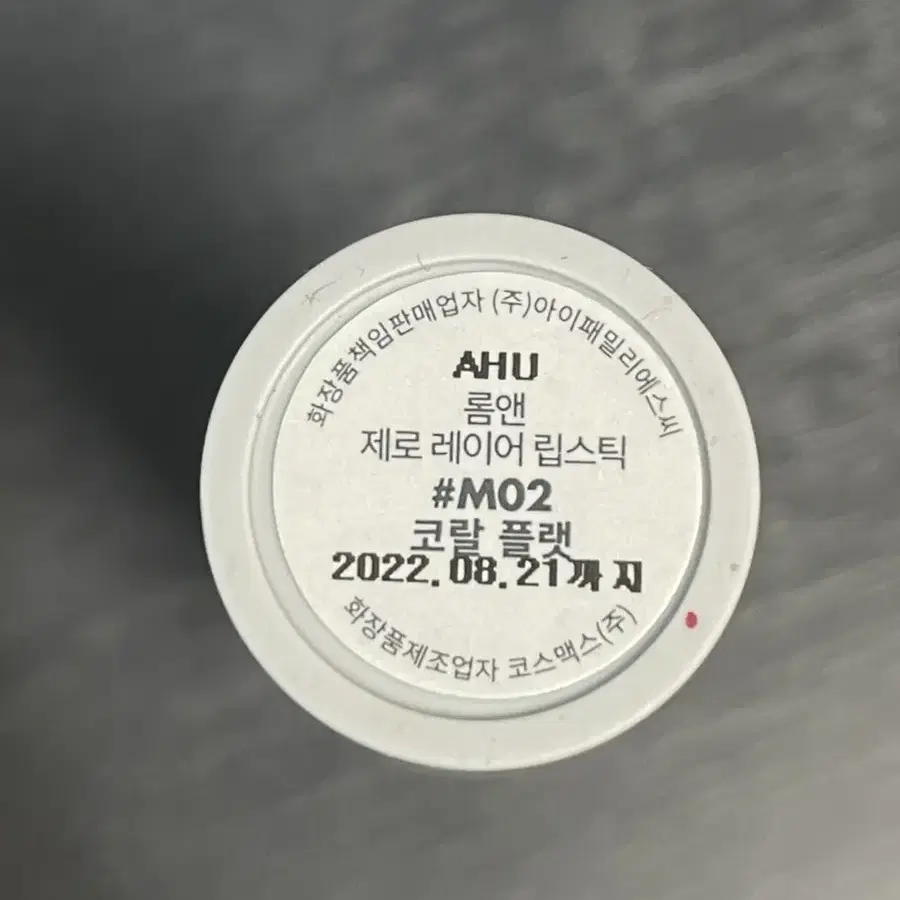 화장품책임판매업자 (주)아이패밀리에스씨
AHU
롬앤
제로 레이어 립스틱
#M02
코랄 플랫
2022.08.21까지
화장품제조업자 코스맥스(주)